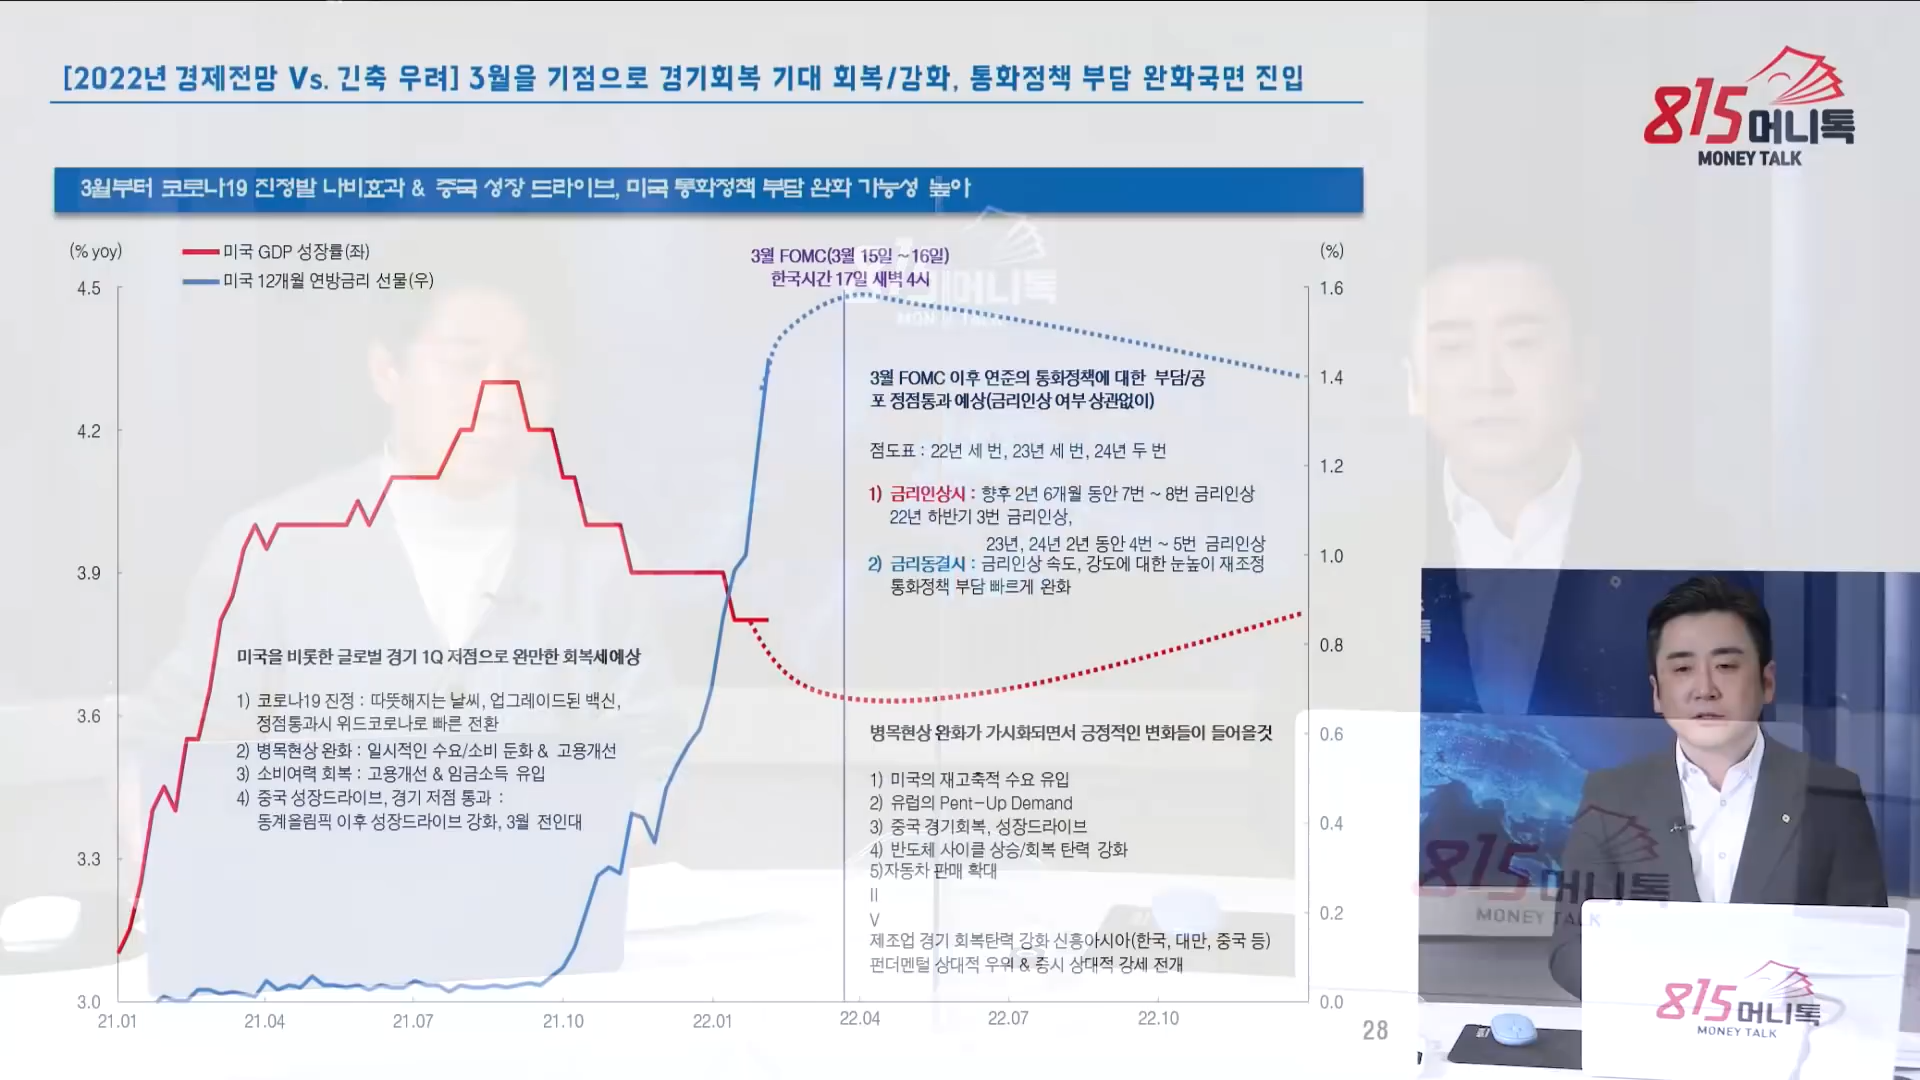 [2022년 경제전망 Vs. 긴축 우려] 3월을 기점으로 경기회복 기대 회복/강화, 통화정책 부담 완화국면 진입
815머니톡
MONEY TALK
3월부터 코로나19 진정발 나비효과 & 중국 성장 드라이브, 미국 통화정책 부담 완화 가능성 높아
(% yoy)
미국 GDP 성장률(좌)
미국 12개월 연방금리 선물(우)
3월 FOMC(3월 15일 ~16일)
한국시간 17일 새벽 4시
(%)
4.5
4.2
3.9
3.6
3.3
3.0
1.6
1.4
1.2
1.0
0.8
0.6
0.4
0.2
0.0
3월 FOMC 이후 연준의 통화정책에 대한 부담/공
포 정점통과 예상(금리인상 여부 상관없이)
점도표 : 22년 세 번, 23년 세 번, 24년 두 번
1) 금리인상시 : 향후 2년 6개월 동안 7번 ~ 8번 금리인상
22년 하반기 3번 금리인상,
23년, 24년 2년 동안 4번 ~ 5번 금리인상
2) 금리동결시 : 금리인상 속도, 강도에 대한 눈높이 재조정
통화정책 부담 빠르게 완화
미국을 비롯한 글로벌 경기 1Q 저점으로 완만한 회복세예상
1) 코로나19 진정 : 따뜻해지는 날씨, 업그레이드된 백신,
정점통과시 위드코로나로 빠른 전환
2) 병목현상 완화 : 일시적인 수요/소비 둔화 & 고용개선
3) 소비여력 회복 : 고용개선 & 임금소득 유입
4) 중국 성장드라이브, 경기 저점 통과 :
동계올림픽 이후 성장드라이브 강화, 3월 전인대
병목현상 완화가 가시화되면서 긍정적인 변화들이 들어올것
1) 미국의 재고축적 수요 유입
2) 유럽의 Pent-Up Demand
3) 중국 경기회복, 성장드라이브
4) 반도체 사이클 상승/회복 탄력 강화
5)자동차 판매 확대
II
V
제조업 경기 회복탄력 강화 신흥아시아(한국, 대만, 중국 등)
펀더멘털 상대적 우위 & 증시 상대적 강세 전개
21.01
21.04
21.07
21.10
22.01
22.04
22.07
22.10
28
815머니톡
MONEY TALK
815머니톡
MONEY TALK